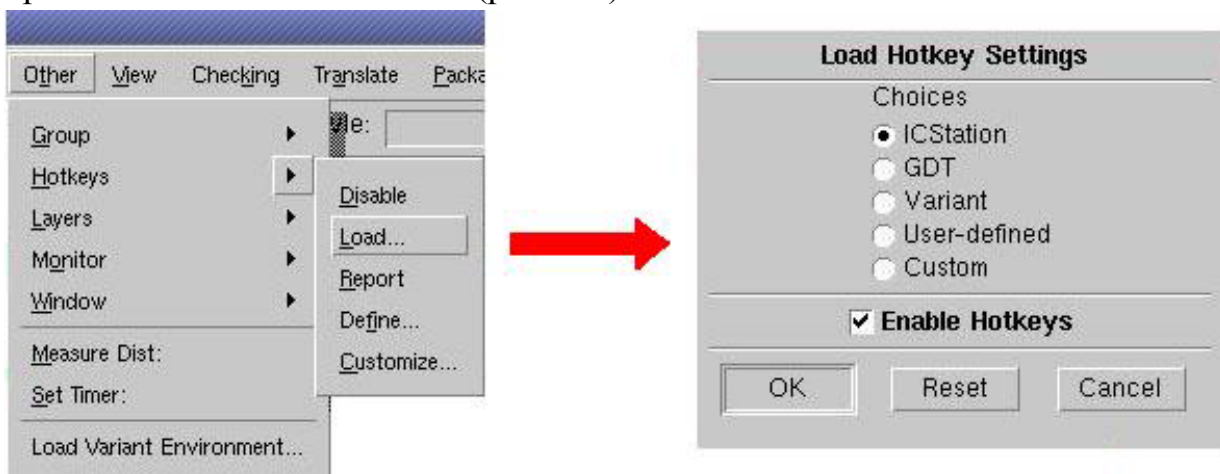 Other View Checking Translate Packa
Group
Hotkeys
Layers
Monitor
Window
Measure Dist:
Set Timer:
Load Variant Environment...
Disable
Load...
Report
Define...
Customize...
Load Hotkey Settings
Choices
ICStation
GDT
Variant
User-defined
Custom
Enable Hotkeys
OK Reset Cancel